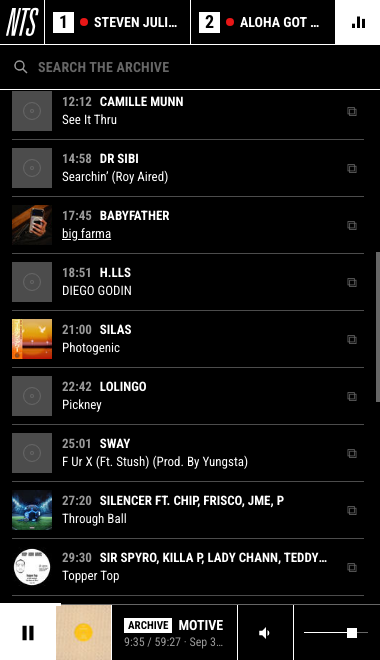 NTS
1 STEVEN JULI...
2 ALOHA GOT ...
SEARCH THE ARCHIVE
12:12 CAMILLE MUNN
See It Thru
14:58 DR SIBI
Searchin' (Roy Aired)
17:45 BABYFATHER
big farma
18:51 H.LLS
DIEGO GODIN
21:00 SILAS
Photogenic
22:42 LOLINGO
Pickney
25:01 SWAY
F Ur X (Ft. Stush) (Prod. By Yungsta)
27:20 SILENCER FT. CHIP, FRISCO, JME, P
Through Ball
29:30 SIR SPYRO, KILLA P, LADY CHANN, TEDDY...
Topper Top
ARCHIVE MOTIVE
9:35 / 59:27 · Sep 3...